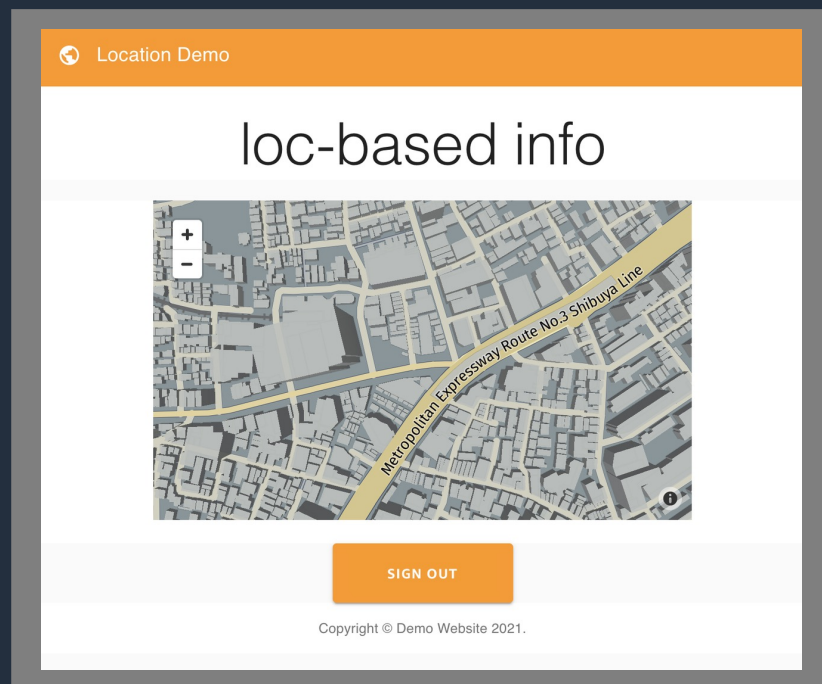 Location Demo
loc-based info
+
−
Metropolitan Expressway Route No.3 Shibuya Line
i
SIGN OUT
Copyright © Demo Website 2021.